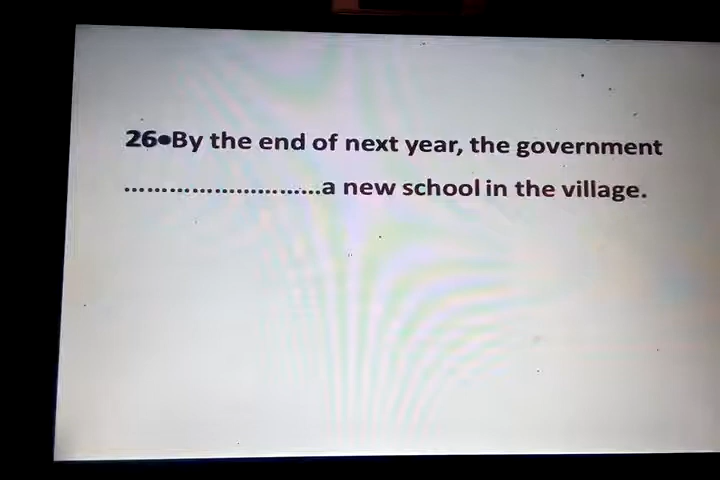 26•By the end of next year, the government
..............................a new school in the village.